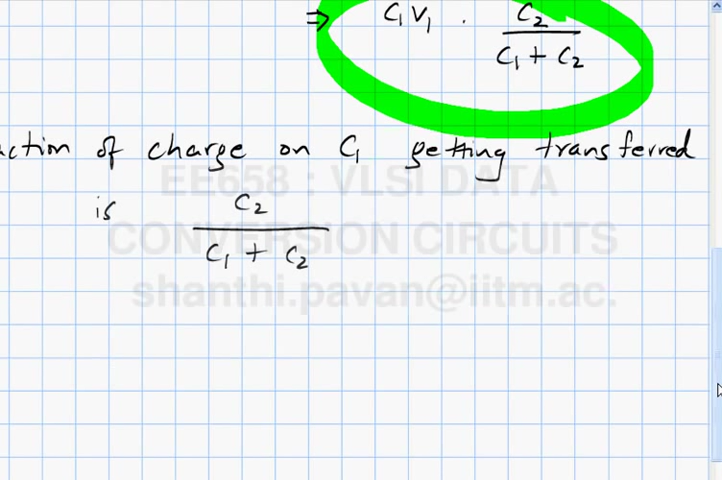 ⇒ C₁V₁ · C₂ / (C₁ + C₂)
ction of charge on C₁ getting transferred
is C₂ / (C₁ + C₂)
EE658 : VLSI DATA
CONVERSION CIRCUITS
shanthi.pavan@iitm.ac.